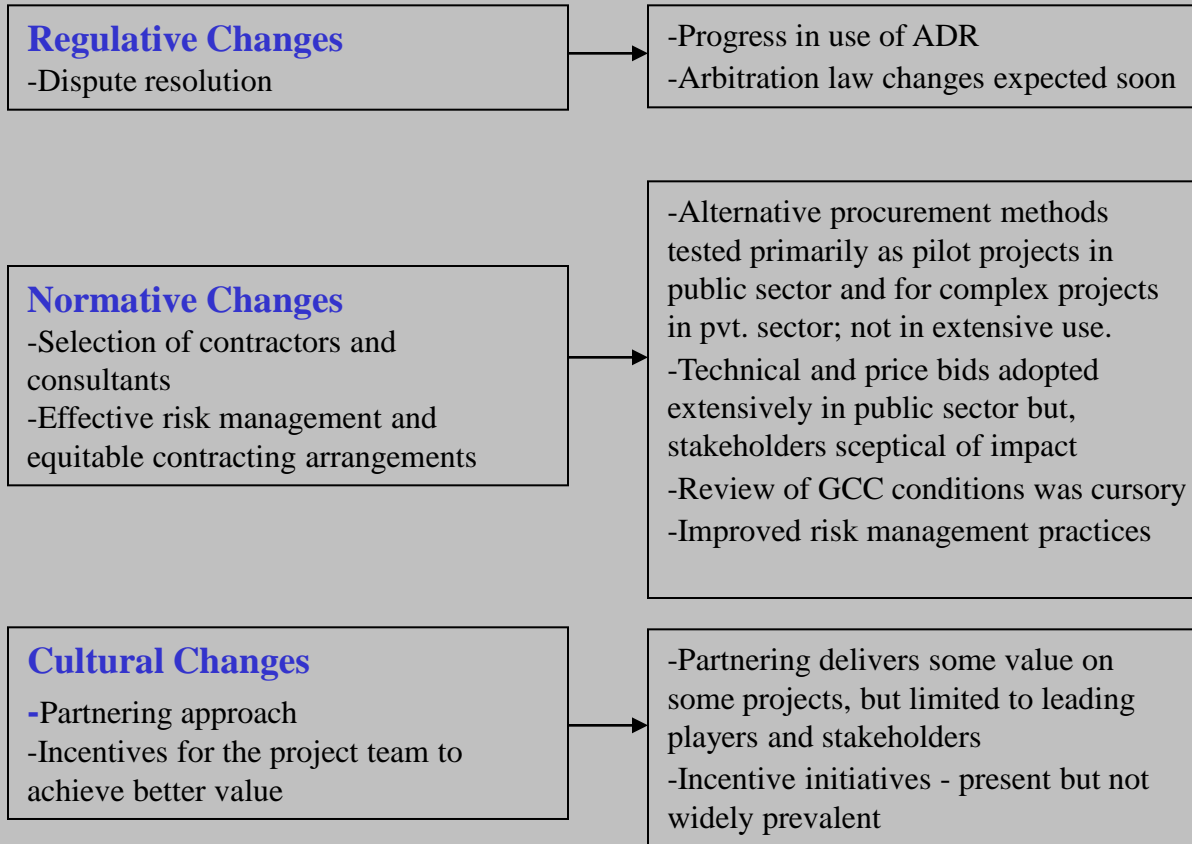 Regulative Changes
-Dispute resolution
-Progress in use of ADR
-Arbitration law changes expected soon
Normative Changes
-Selection of contractors and
consultants
-Effective risk management and
equitable contracting arrangements
-Alternative procurement methods
tested primarily as pilot projects in
public sector and for complex projects
in pvt. sector; not in extensive use.
-Technical and price bids adopted
extensively in public sector but,
stakeholders sceptical of impact
-Review of GCC conditions was cursory
-Improved risk management practices
Cultural Changes
-Partnering approach
-Incentives for the project team to
achieve better value
-Partnering delivers some value on
some projects, but limited to leading
players and stakeholders
-Incentive initiatives - present but not
widely prevalent